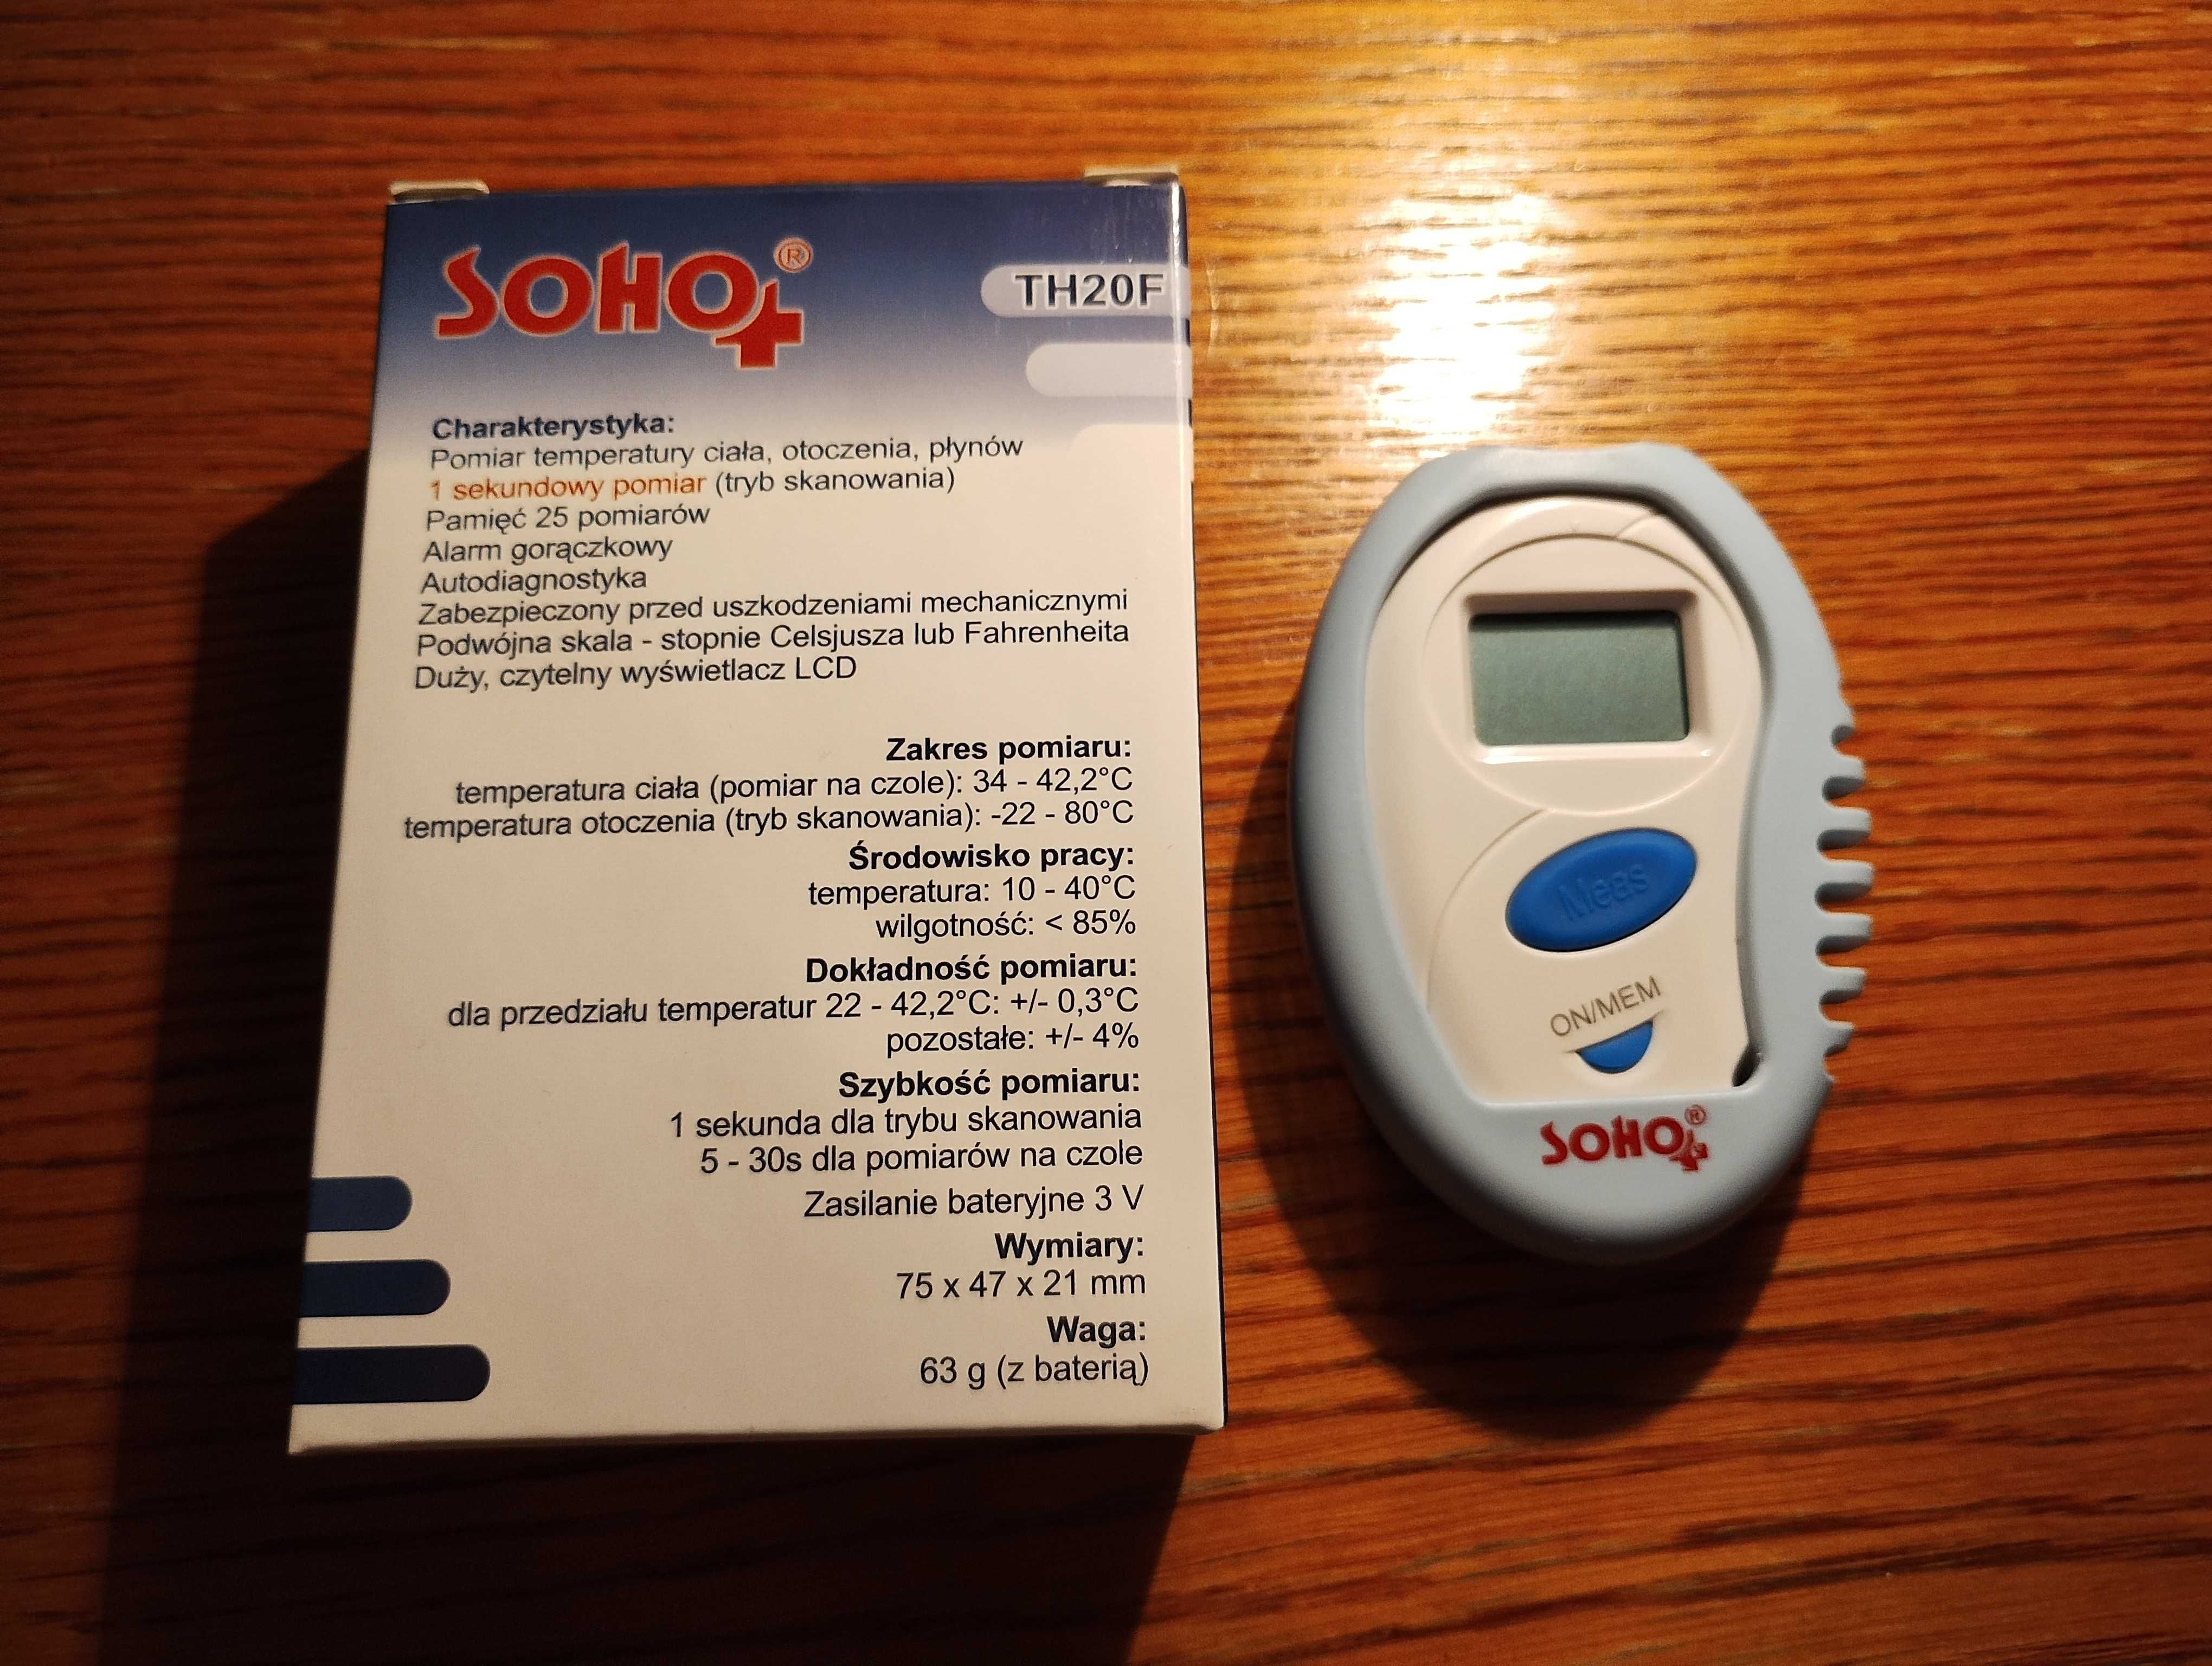 SOHO®
TH20F
Charakterystyka:
Pomiar temperatury ciała, otoczenia, płynów
1 sekundowy pomiar (tryb skanowania)
Pamięć 25 pomiarów
Alarm gorączkowy
Autodiagnostyka
Zabezpieczony przed uszkodzeniami mechanicznymi
Podwójna skala - stopnie Celsjusza lub Fahrenheita
Duży, czytelny wyświetlacz LCD
Zakres pomiaru:
temperatura ciała (pomiar na czole): 34 - 42,2°C
temperatura otoczenia (tryb skanowania): -22 - 80°C
Środowisko pracy:
temperatura: 10 - 40°C
wilgotność: < 85%
Dokładność pomiaru:
dla przedziału temperatur 22 - 42,2°C: +/- 0,3°C
pozostałe: +/- 4%
Szybkość pomiaru:
1 sekunda dla trybu skanowania
5 - 30s dla pomiarów na czole
Zasilanie bateryjne 3 V
Wymiary:
75 x 47 x 21 mm
Waga:
63 g (z baterią)
Meas
ON/MEM
SOHO®